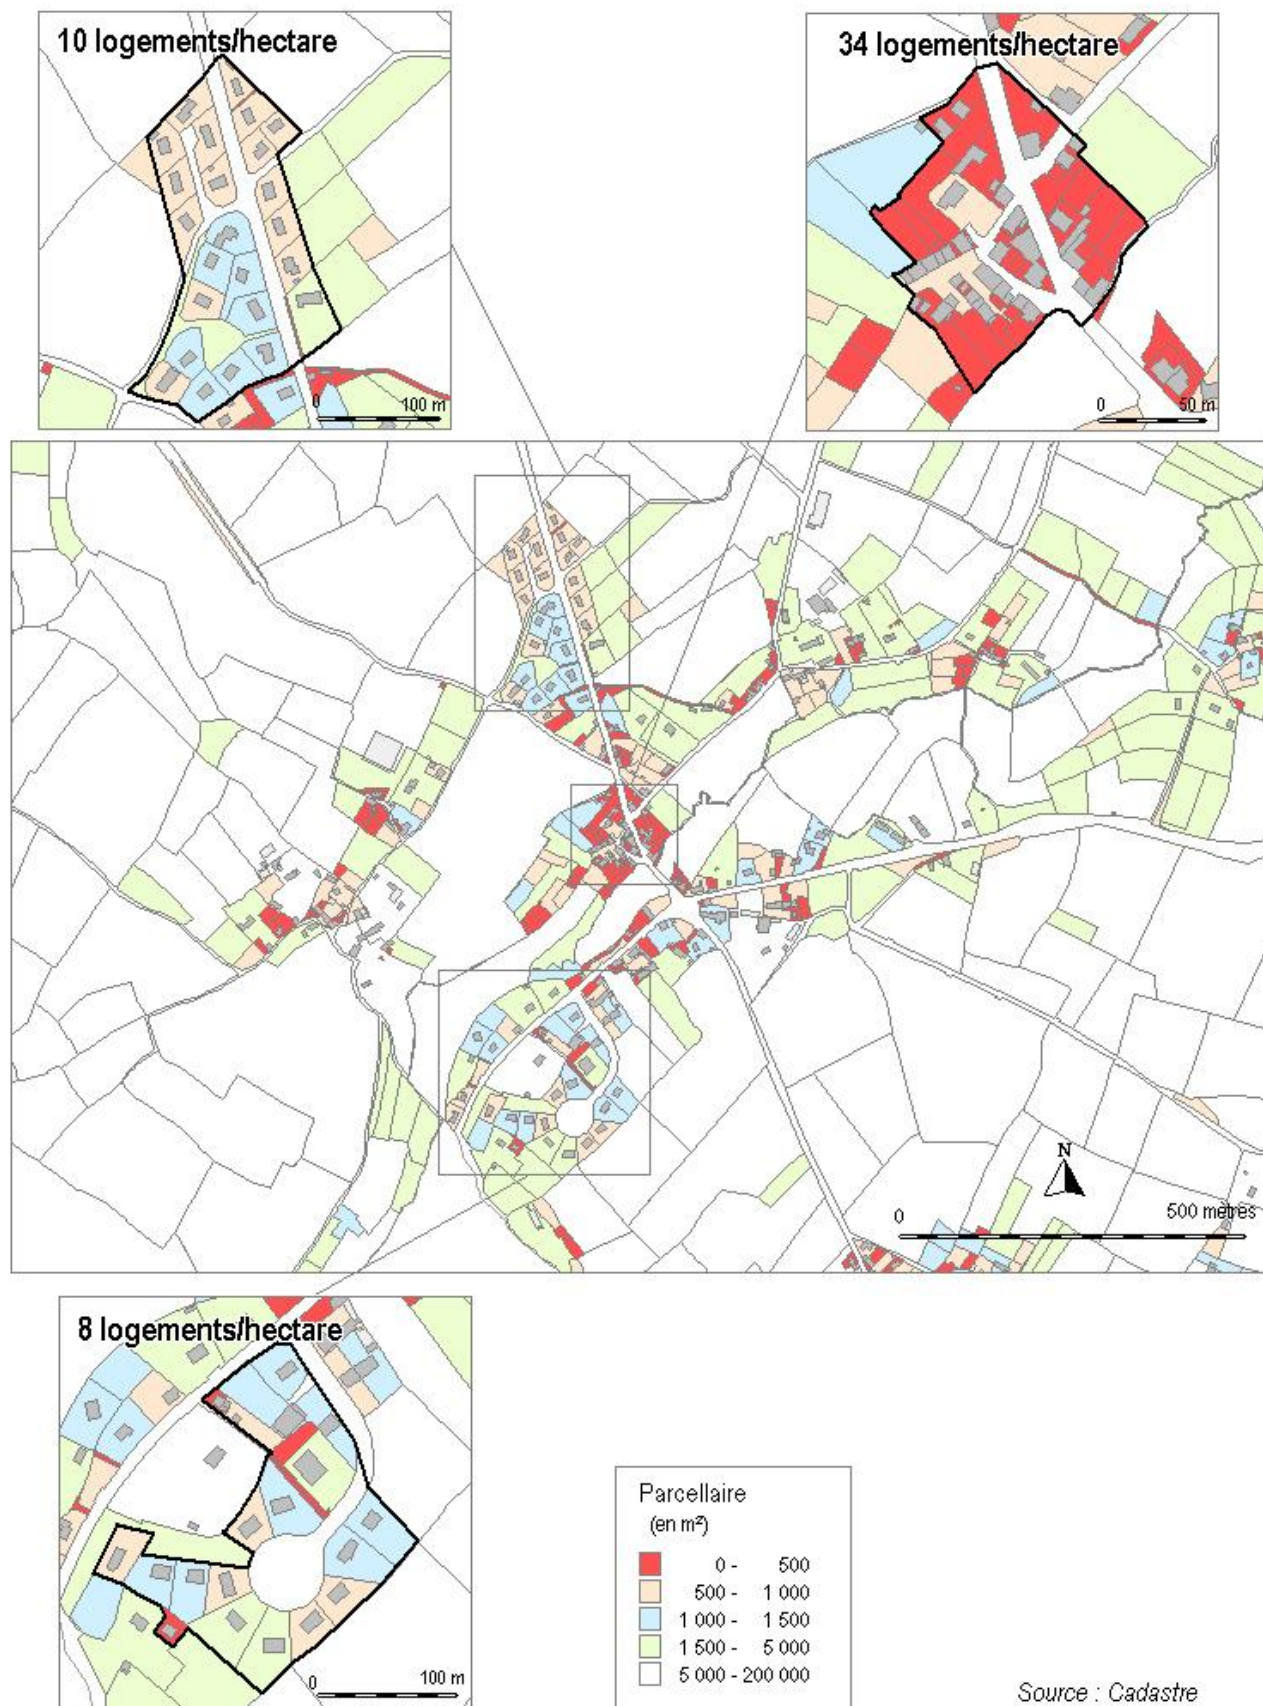 10 logements/hectare
34 logements/hectare
0 100 m
0 50 m
N
0 500 mètres
8 logements/hectare
0 100 m
Parcellaire
(en m²)
0 - 500
500 - 1 000
1 000 - 1 500
1 500 - 5 000
5 000 - 200 000
Source : Cadastre